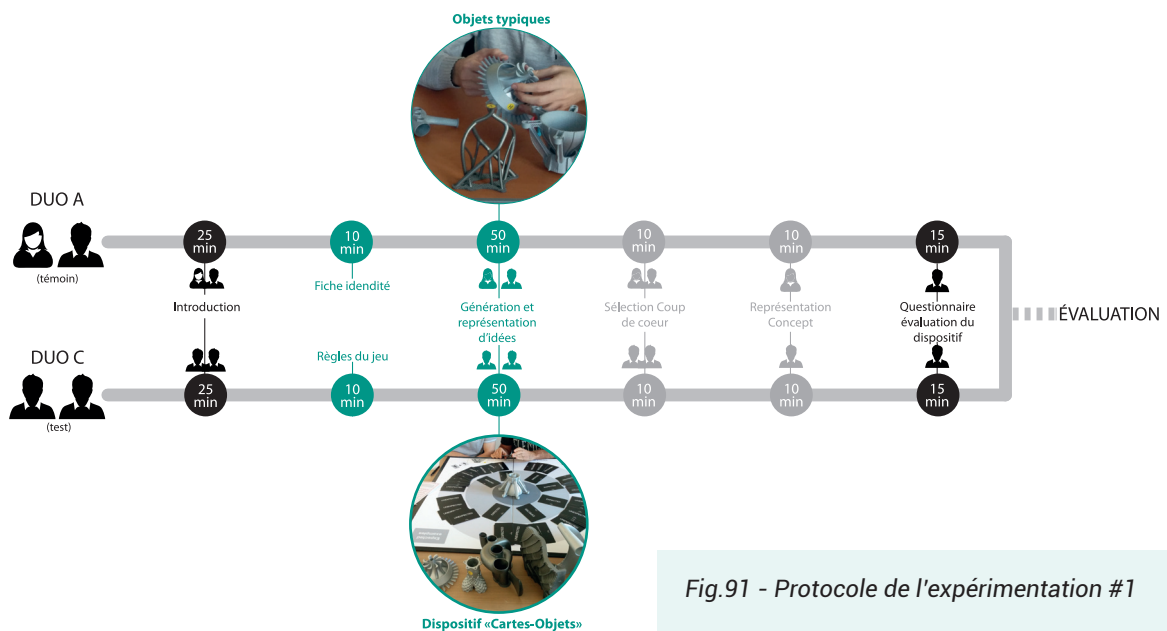 Objets typiques
DUO A
(témoin)
25
min
10
min
50
min
10
min
10
min
15
min
Fiche idendité
Introduction
Génération et
représentation
d'idées
Sélection Coup
de coeur
Représentation
Concept
Questionnaire
évaluation du
dispositif
ÉVALUATION
DUO C
(test)
Règles du jeu
25
min
10
min
50
min
10
min
10
min
15
min
Dispositif «Cartes-Objets»
Fig.91 - Protocole de l'expérimentation #1